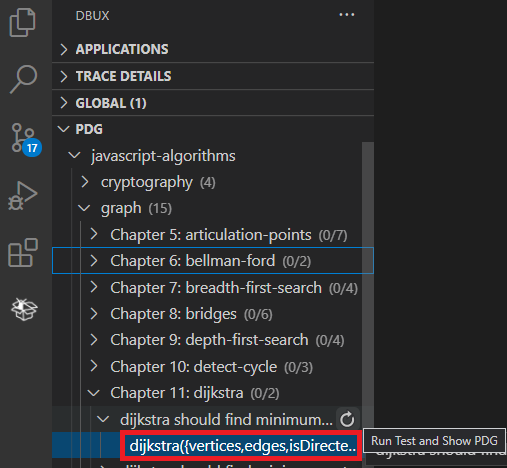 DBUX
...
APPLICATIONS
TRACE DETAILS
GLOBAL (1)
PDG
javascript-algorithms
cryptography (4)
graph (15)
Chapter 5: articulation-points (0/7)
17
Chapter 6: bellman-ford (0/2)
Chapter 7: breadth-first-search (0/4)
Chapter 8: bridges (0/6)
Chapter 9: depth-first-search (0/4)
Chapter 10: detect-cycle (0/3)
Chapter 11: dijkstra (0/2)
dijkstra should find minimum...
dijkstra({vertices,edges,isDirecte...
Run Test and Show PDG